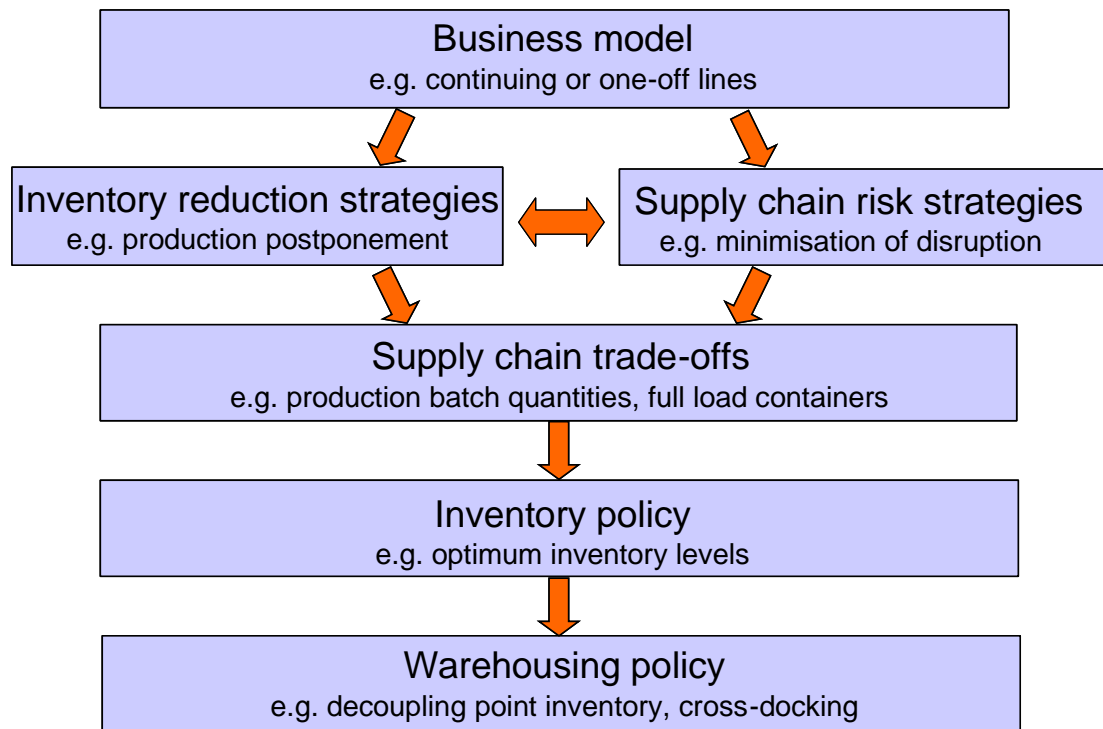 Business model
e.g. continuing or one-off lines
Inventory reduction strategies
e.g. production postponement
Supply chain risk strategies
e.g. minimisation of disruption
Supply chain trade-offs
e.g. production batch quantities, full load containers
Inventory policy
e.g. optimum inventory levels
Warehousing policy
e.g. decoupling point inventory, cross-docking